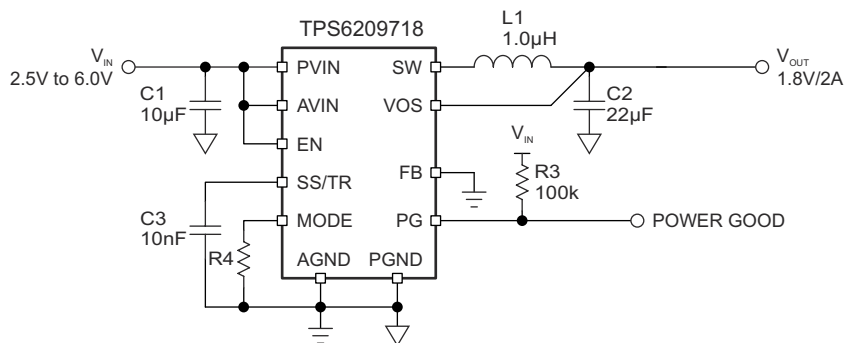 TPS6209718
L1
1.0µH
VIN
2.5V to 6.0V
PVIN
SW
VOUT
1.8V/2A
C1
10µF
AVIN
VOS
C2
22µF
EN
VIN
SS/TR
FB
R3
100k
C3
10nF
MODE
PG
POWER GOOD
R4
AGND
PGND